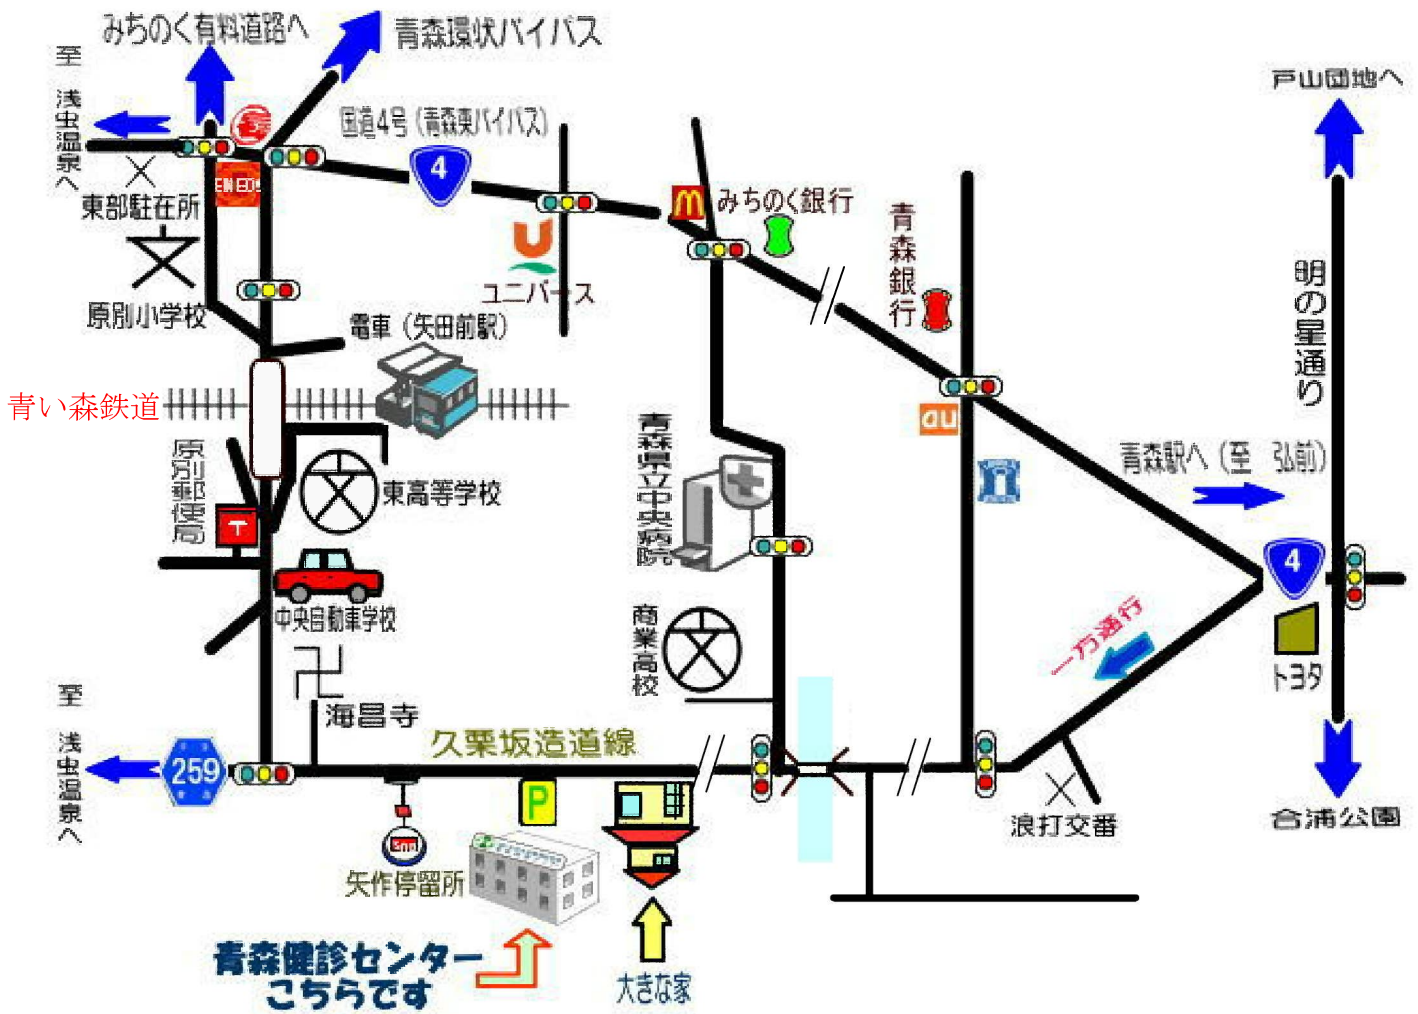 みちのく有料道路へ
青森環状バイパス
至 浅虫温泉へ
国道4号（青森東バイパス）
4
戸山団地へ
ENEOS
東部駐在所
みちのく銀行
青森銀行
原別小学校
ユニバース
明の星通り
電車（矢田前駅）
青い森鉄道
au
原別郵便局
東高等学校
青森県立中央病院
青森駅へ（至 弘前）
4
中央自動車学校
商業高校
一方通行
トヨタ
海昌寺
至 浅虫温泉へ
259
久栗坂造道線
P
浪打交番
合浦公園
矢作停留所
青森健診センター
こちらです
大きな家